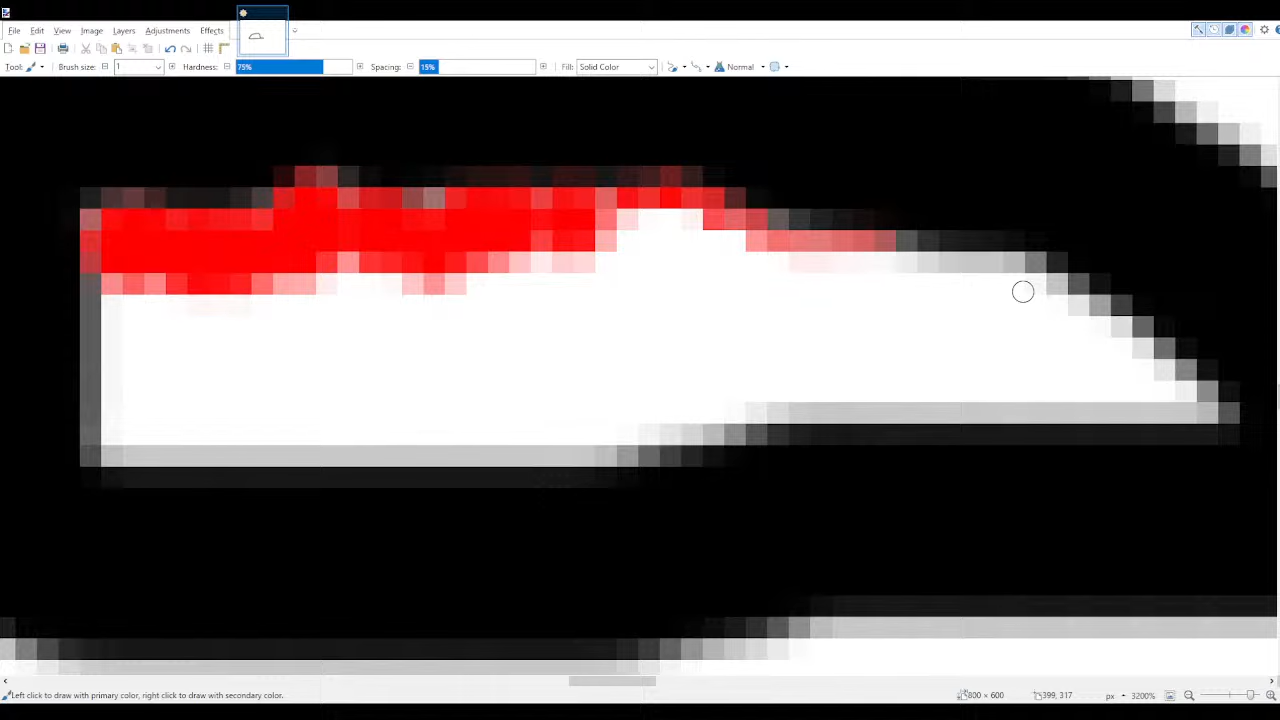 File Edit View Image Layers Adjustments Effects
Tool: Brush size: 1 Hardness: 75% Spacing: 15% Fill: Solid Color Normal
Left click to draw with primary color, right click to draw with secondary color. 800 × 600 399, 317 px 3200%